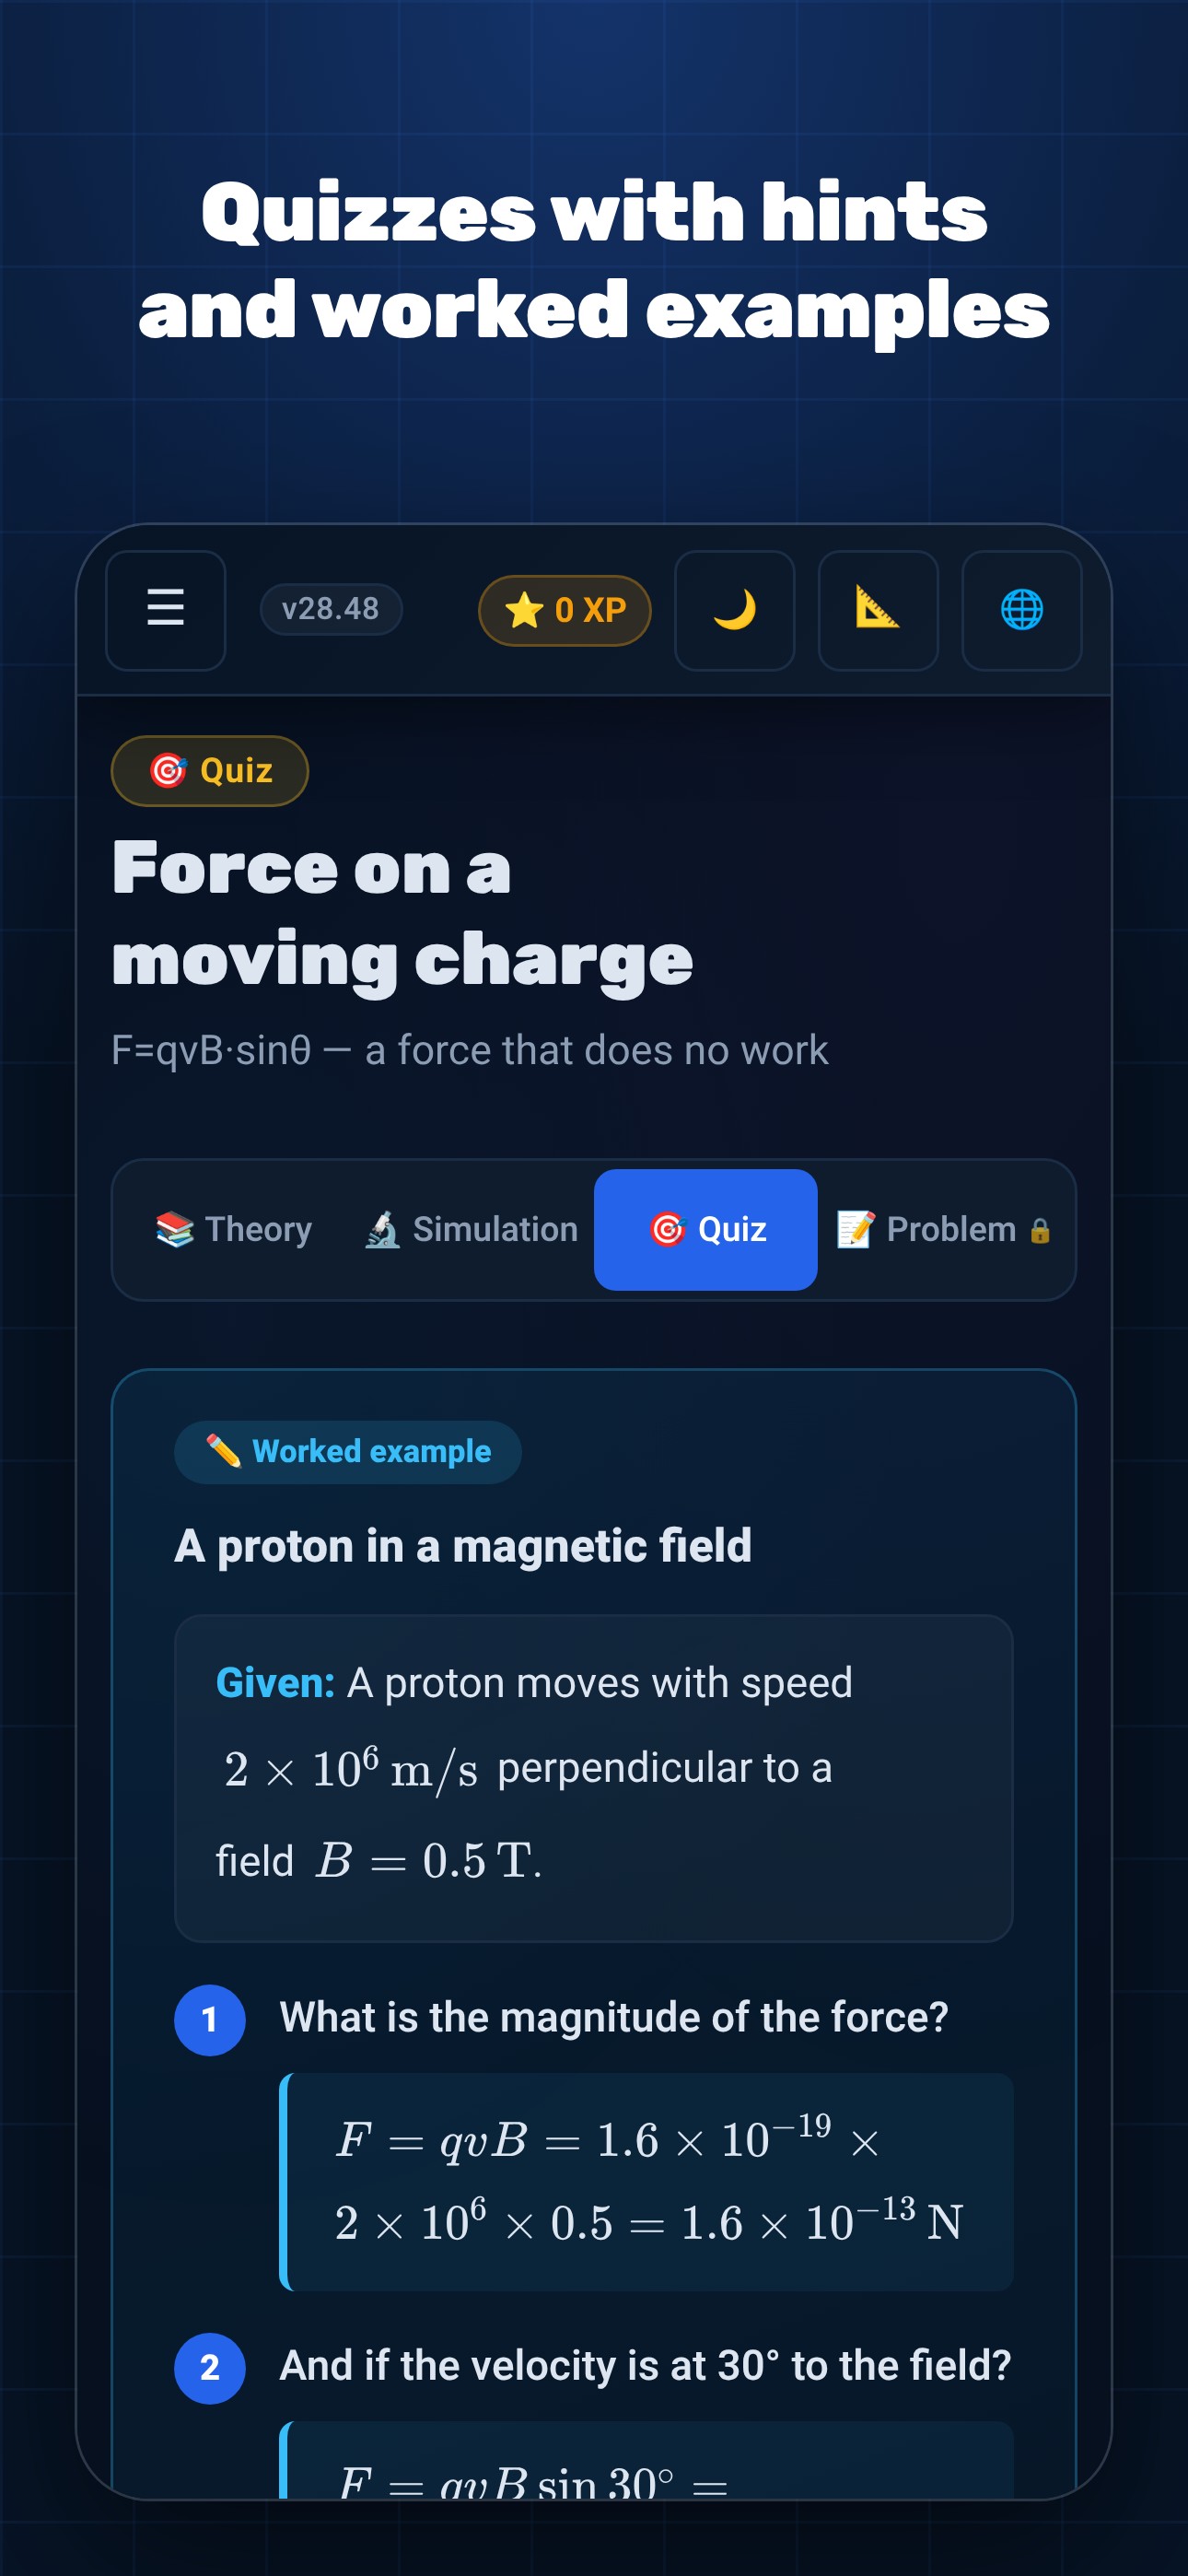 Quizzes with hints
and worked examples
☰ v28.48 ⭐ 0 XP 🌙 📐 🌐
🎯 Quiz
Force on a
moving charge
F=qvB·sinθ — a force that does no work
📚 Theory 🔬 Simulation 🎯 Quiz 📝 Problem 🔒
✏️ Worked example
A proton in a magnetic field
Given: A proton moves with speed
2 × 10⁶ m/s perpendicular to a
field B = 0.5 T.
1 What is the magnitude of the force?
F = qvB = 1.6 × 10⁻¹⁹ ×
2 × 10⁶ × 0.5 = 1.6 × 10⁻¹³ N
2 And if the velocity is at 30° to the field?
F = qvB sin 30° =